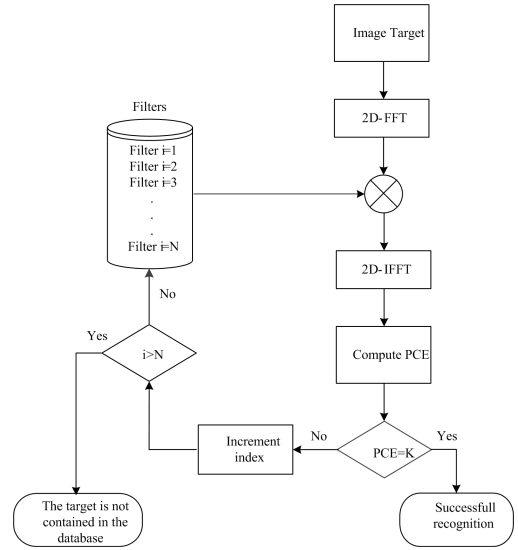 Image Target
2D-FFT
Filters
Filter i=1
Filter i=2
Filter i=3
.
.
.
Filter i=N
2D-IFFT
No
Yes
i>N
Compute PCE
Increment
index
No
PCE=K
Yes
The target is not
contained in the
database
Successfull
recognition